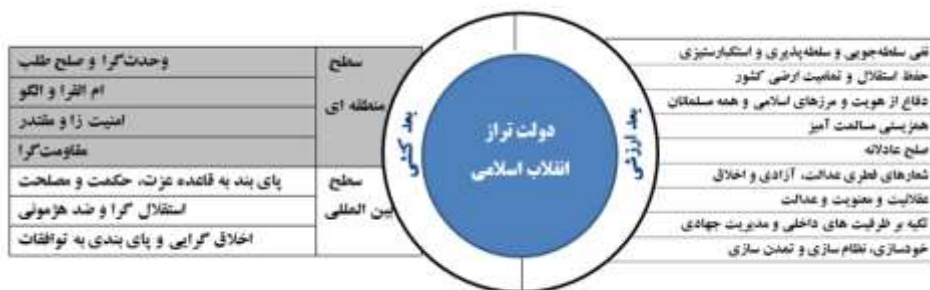 نفی سلطه‌جویی و سلطه‌پذیری و استکبارستیزی
حفظ استقلال و تمامیت ارضی کشور
دفاع از هویت و مرزهای اسلامی و همه مسلمانان
همزیستی مسالمت آمیز
صلح عادلانه
شعارهای فطری عدالت، آزادی و اخلاق
عقلانیت و معنویت و عدالت
تکیه بر ظرفیت های داخلی و مدیریت جهادی
خودسازی، نظام سازی و تمدن سازی
بعد ارزشی
دولت تراز
انقلاب اسلامی
بعد کنشی
سطح
منطقه ای
وحدت‌گرا و صلح طلب
ام القرا و الگو
امنیت زا و مقتدر
مقاومت‌گرا
سطح
بین المللی
پای بند به قاعده عزت، حکمت و مصلحت
استقلال گرا و ضد هژمونی
اخلاق گرایی و پای بندی به توافقات